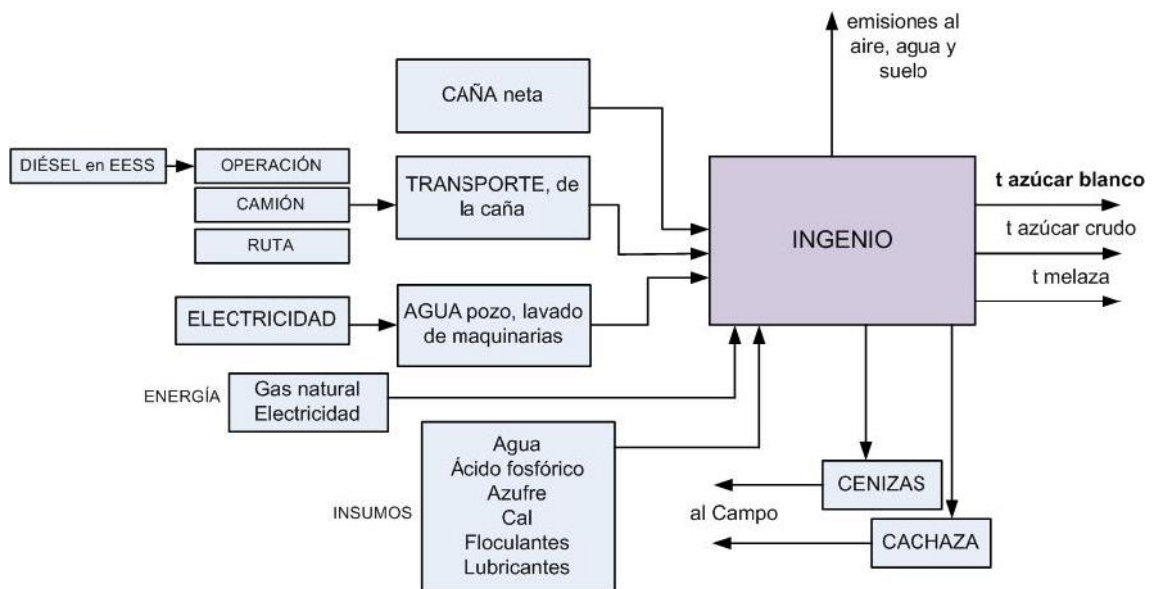 emisiones al
aire, agua y
suelo
CAÑA neta
DIÉSEL en EESS
OPERACIÓN
CAMIÓN
RUTA
TRANSPORTE, de
la caña
INGENIO
t azúcar blanco
t azúcar crudo
t melaza
ELECTRICIDAD
AGUA pozo, lavado
de maquinarias
ENERGÍA
Gas natural
Electricidad
INSUMOS
Agua
Ácido fosfórico
Azufre
Cal
Floculantes
Lubricantes
CENIZAS
al Campo
CACHAZA